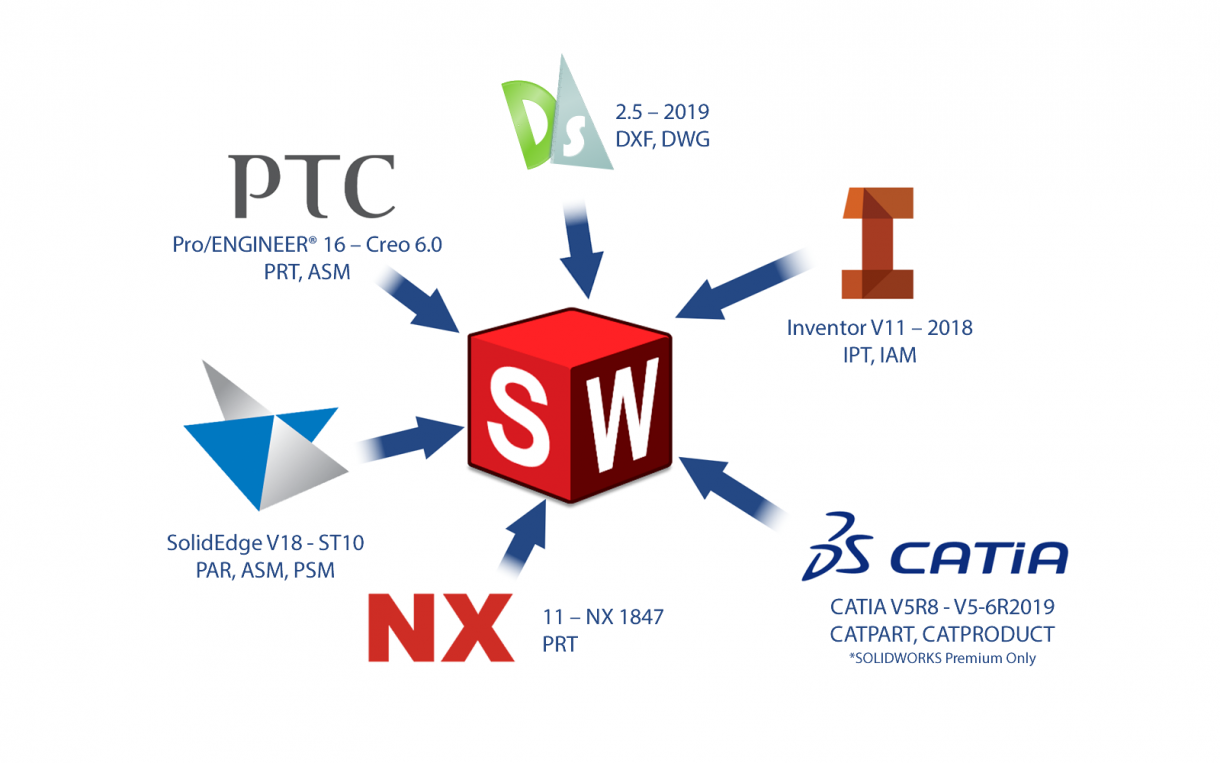 DS
2.5 – 2019
DXF, DWG
PTC
Pro/ENGINEER® 16 – Creo 6.0
PRT, ASM
I
Inventor V11 – 2018
IPT, IAM
S W
SolidEdge V18 - ST10
PAR, ASM, PSM
NX
11 – NX 1847
PRT
DS CATIA
CATIA V5R8 - V5-6R2019
CATPART, CATPRODUCT
*SOLIDWORKS Premium Only